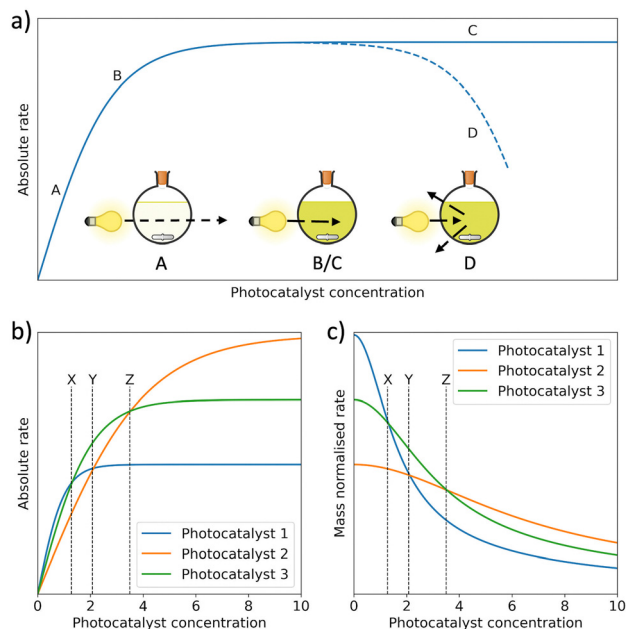 a)
Absolute rate
A
B
C
D
A
B/C
D
Photocatalyst concentration
b)
Absolute rate
X
Y
Z
Photocatalyst 1
Photocatalyst 2
Photocatalyst 3
0
2
4
6
8
10
Photocatalyst concentration
c)
Mass normalised rate
X
Y
Z
Photocatalyst 1
Photocatalyst 2
Photocatalyst 3
0
2
4
6
8
10
Photocatalyst concentration